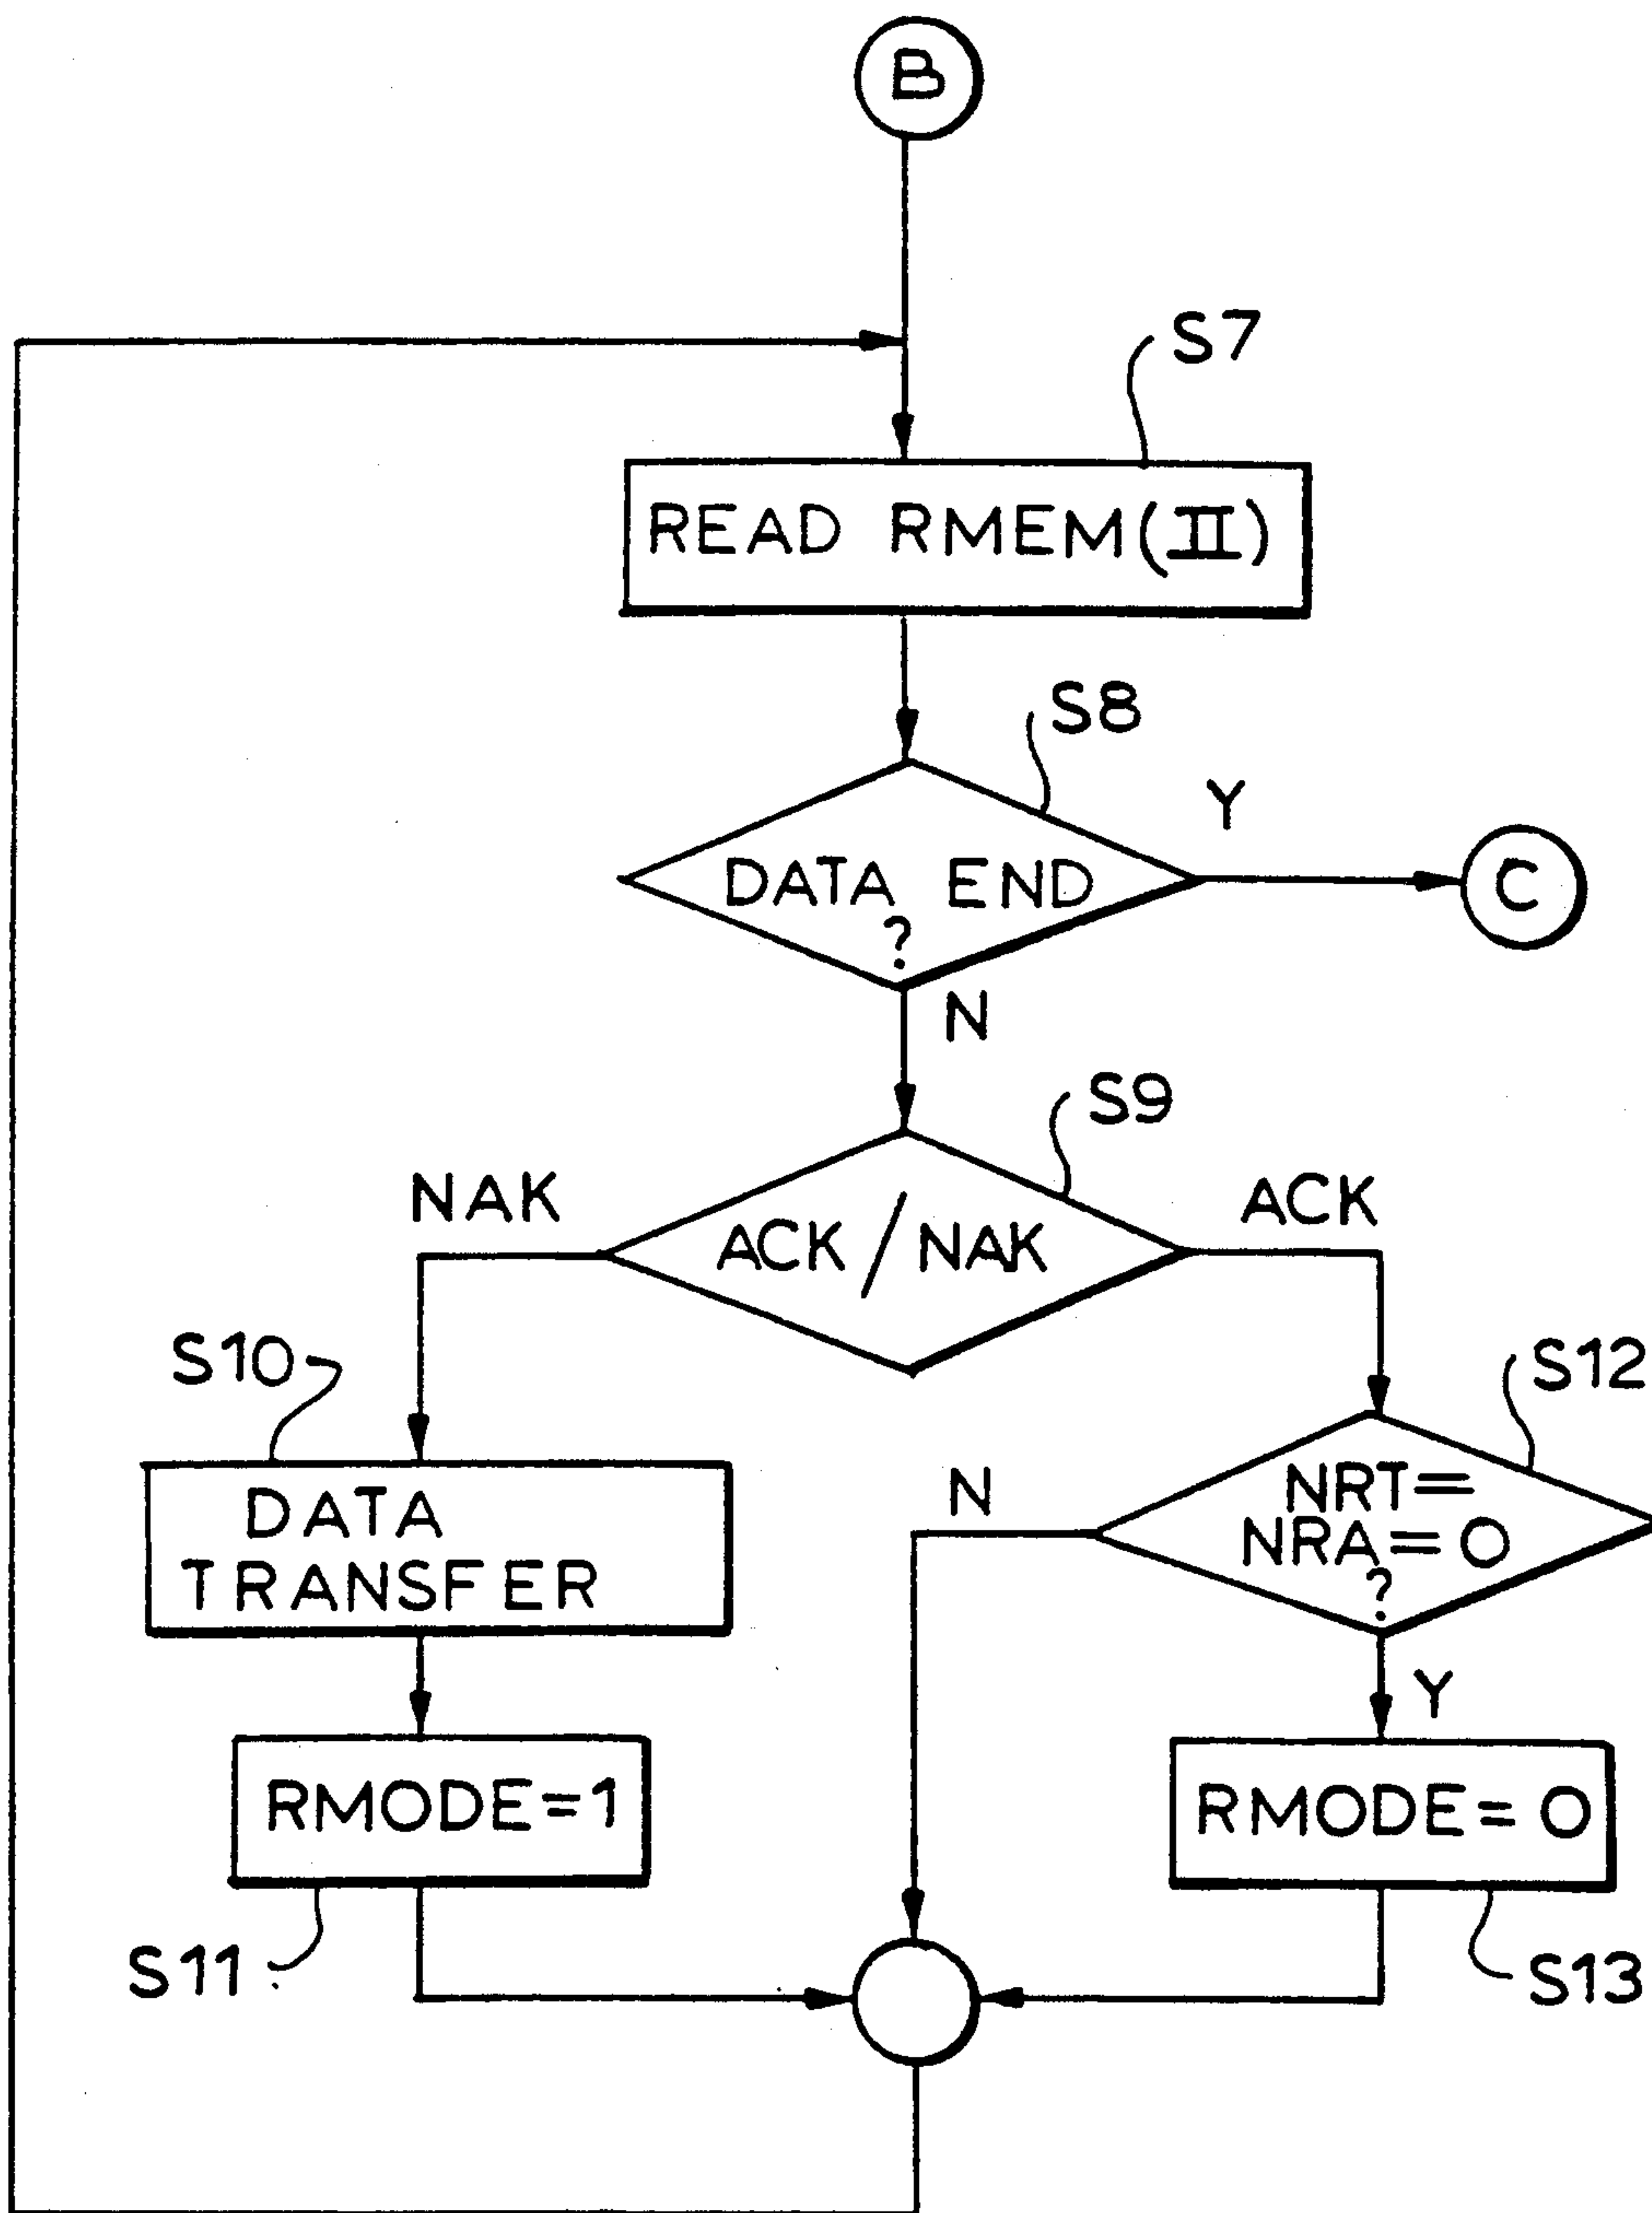 B
S7
READ RMEM(II)
S8
Y
DATA END
?
C
N
S9
NAK
ACK
ACK/NAK
S10
S12
DATA
TRANSFER
N
NRT=
NRA=0
?
Y
RMODE=1
RMODE=0
S11
S13